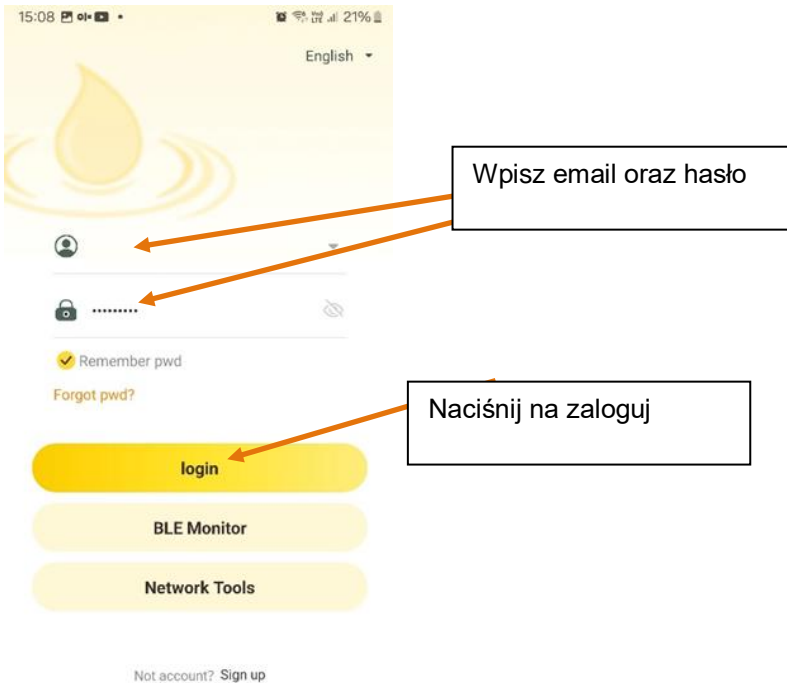 15:08 21%
English
Wpisz email oraz hasło
.........
Remember pwd
Forgot pwd?
Naciśnij na zaloguj
login
BLE Monitor
Network Tools
Not account? Sign up